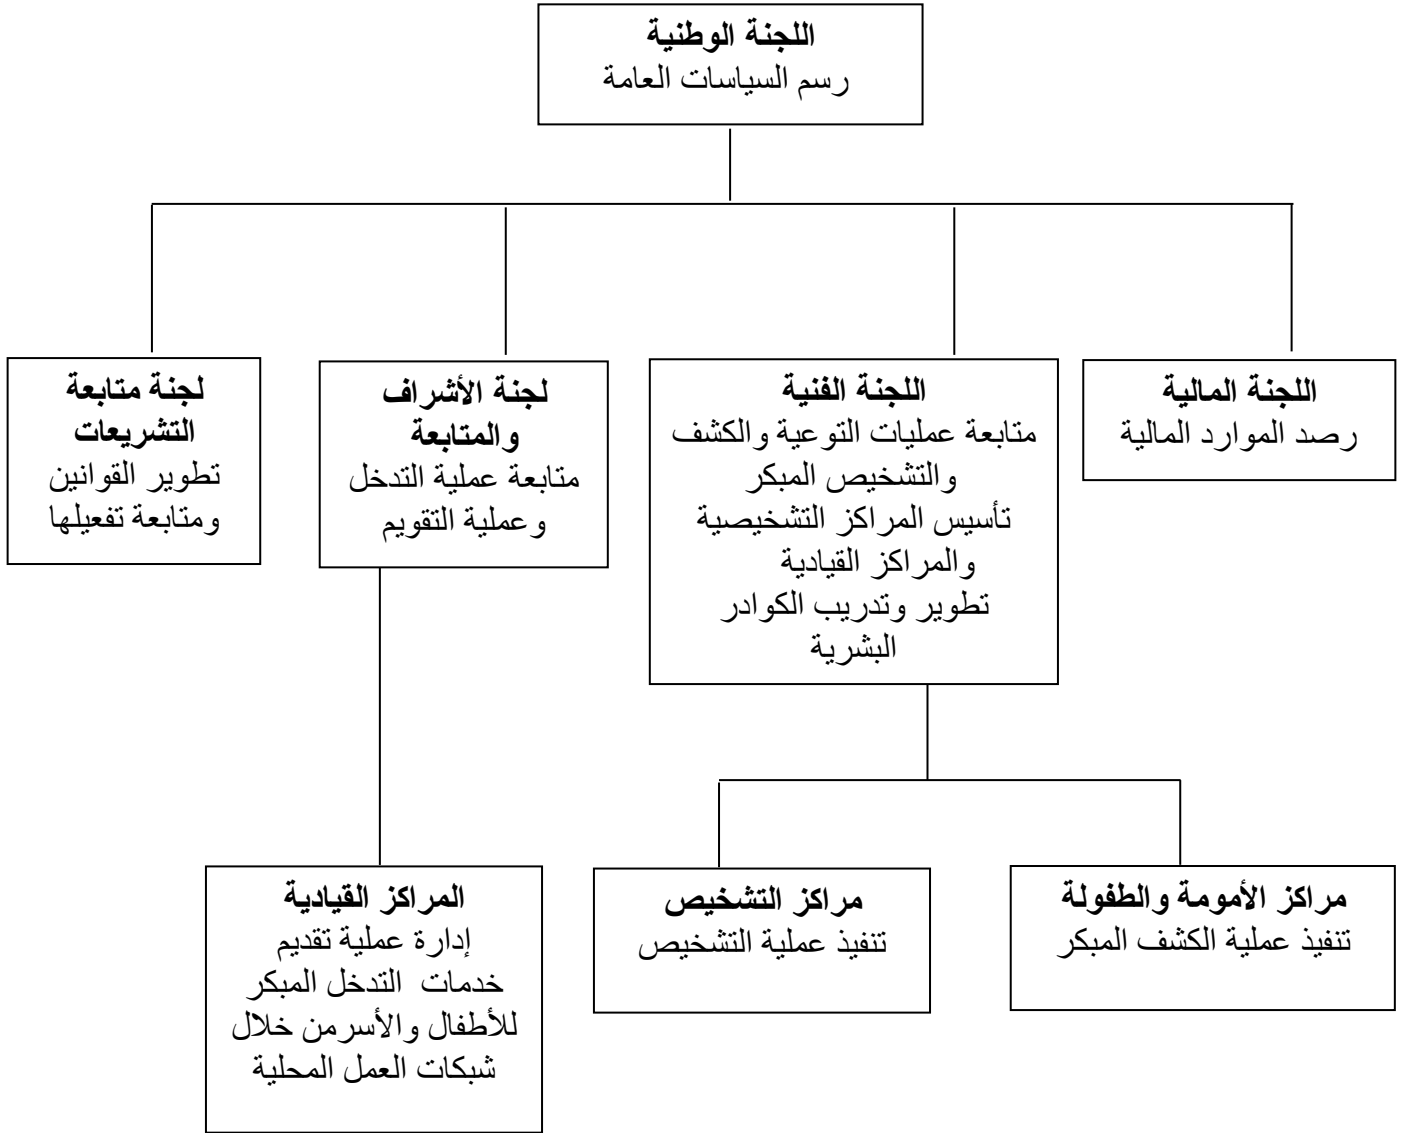 اللجنة الوطنية
رسم السياسات العامة
اللجنة المالية
رصد الموارد المالية
اللجنة الفنية
متابعة عمليات التوعية والكشف
والتشخيص المبكر
تأسيس المراكز التشخيصية
والمراكز القيادية
تطوير وتدريب الكوادر
البشرية
لجنة الأشراف
والمتابعة
متابعة عملية التدخل
وعملية التقويم
لجنة متابعة
التشريعات
تطوير القوانين
ومتابعة تفعيلها
مراكز الأمومة والطفولة
تنفيذ عملية الكشف المبكر
مراكز التشخيص
تنفيذ عملية التشخيص
المراكز القيادية
إدارة عملية تقديم
خدمات التدخل المبكر
للأطفال والأسرمن خلال
شبكات العمل المحلية